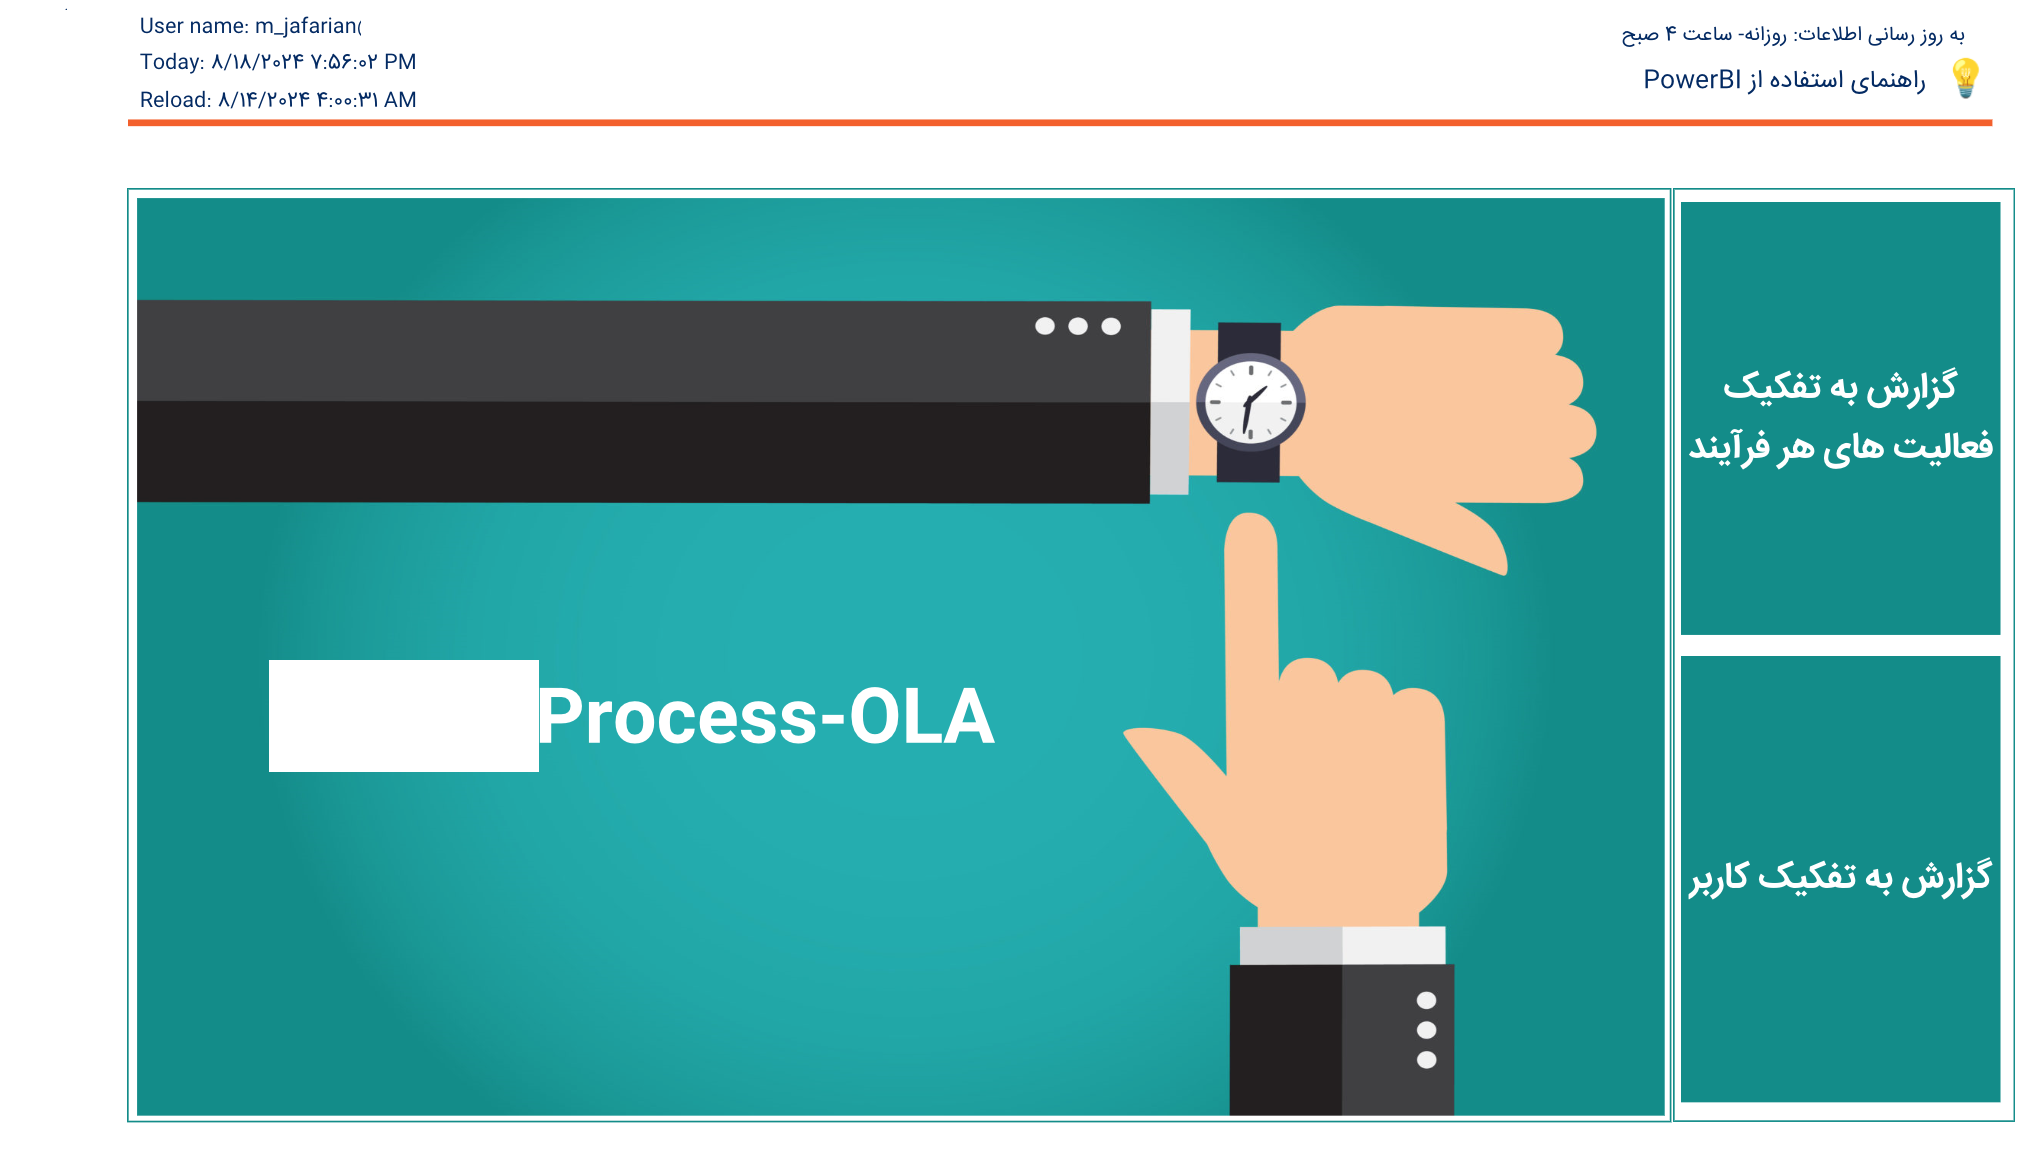 User name: m_jafarian(
Today: ۸/۱۸/۲۰۲۴ ۷:۵۶:۰۲ PM
Reload: ۸/۱۴/۲۰۲۴ ۴:۰۰:۳۱ AM
به روز رسانی اطلاعات: روزانه- ساعت ۴ صبح
راهنمای استفاده از PowerBI
Process-OLA
گزارش به تفکیک
فعالیت های هر فرآیند
گزارش به تفکیک کاربر